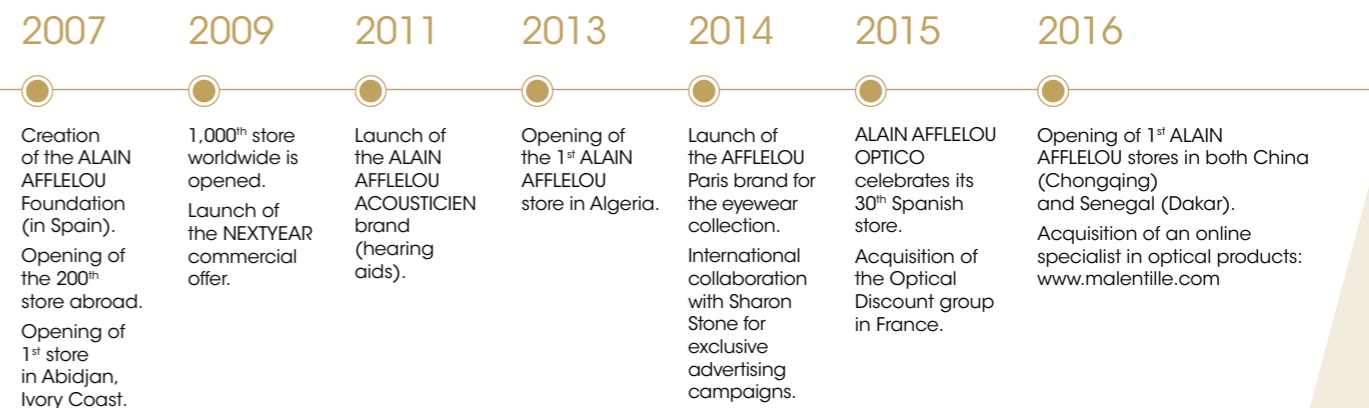 2007
Creation
of the ALAIN
AFFLELOU
Foundation
(in Spain).
Opening of
the 200th
store abroad.
Opening of
1st store
in Abidjan,
Ivory Coast.
2009
1,000th store
worldwide is
opened.
Launch of
the NEXTYEAR
commercial
offer.
2011
Launch of
the ALAIN
AFFLELOU
ACOUSTICIEN
brand
(hearing
aids).
2013
Opening of
the 1st ALAIN
AFFLELOU
store in Algeria.
2014
Launch of
the AFFLELOU
Paris brand for
the eyewear
collection.
International
collaboration
with Sharon
Stone for
exclusive
advertising
campaigns.
2015
ALAIN AFFLELOU
OPTICO
celebrates its
30th Spanish
store.
Acquisition of
the Optical
Discount group
in France.
2016
Opening of 1st ALAIN
AFFLELOU stores in both China
(Chongqing)
and Senegal (Dakar).
Acquisition of an online
specialist in optical products:
www.malentille.com